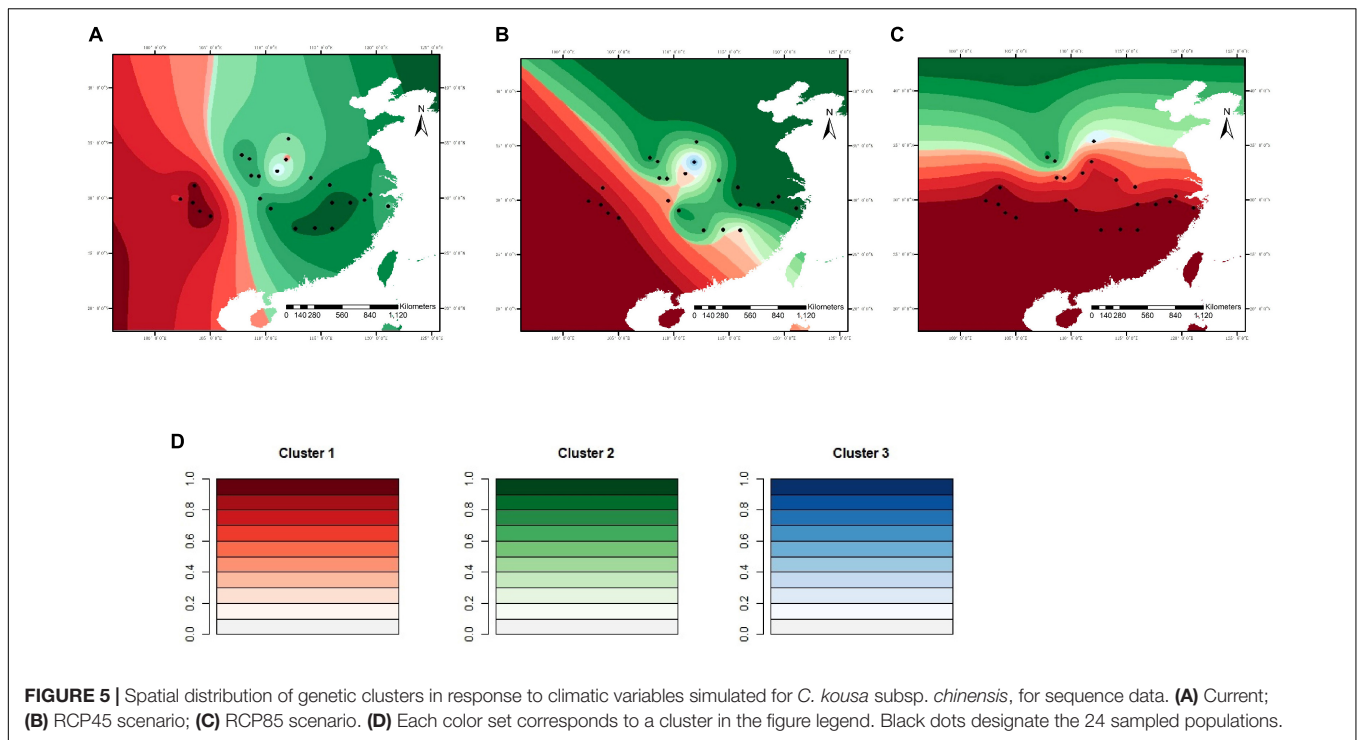 A
B
C
N
N
N
Kilometers
0 140 280 560 840 1,120
Kilometers
0 140 280 560 840 1,120
Kilometers
0 140 280 560 840 1,120
D
Cluster 1
Cluster 2
Cluster 3
1.0
0.8
0.6
0.4
0.2
0.0
1.0
0.8
0.6
0.4
0.2
0.0
1.0
0.8
0.6
0.4
0.2
0.0
FIGURE 5 | Spatial distribution of genetic clusters in response to climatic variables simulated for C. kousa subsp. chinensis, for sequence data. (A) Current;
(B) RCP45 scenario; (C) RCP85 scenario. (D) Each color set corresponds to a cluster in the figure legend. Black dots designate the 24 sampled populations.